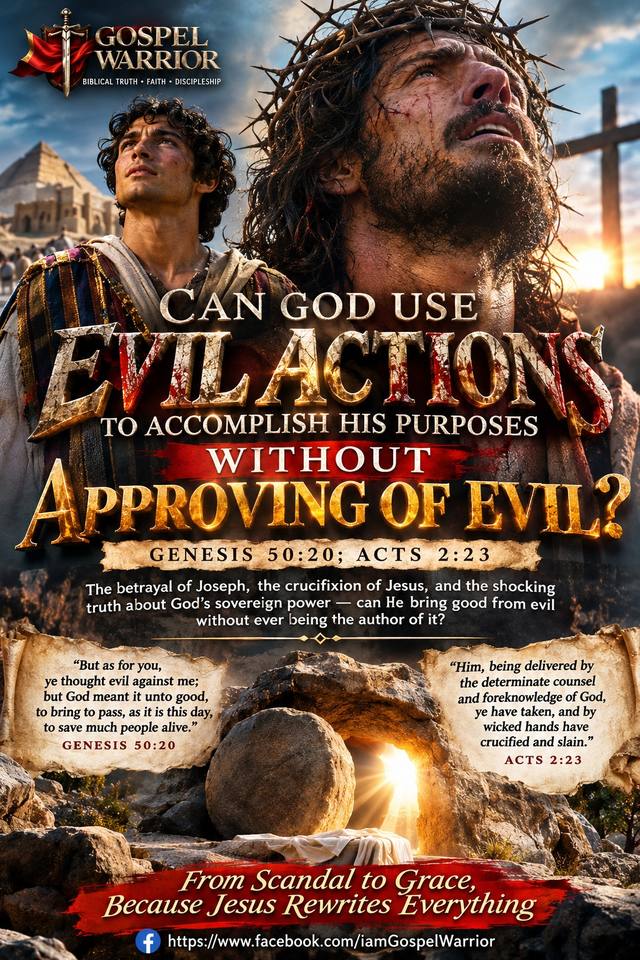 GOSPEL
WARRIOR
BIBLICAL TRUTH • FAITH • DISCIPLESHIP
CAN GOD USE
EVIL ACTIONS
TO ACCOMPLISH HIS PURPOSES
WITHOUT
APPROVING OF EVIL?
GENESIS 50:20; ACTS 2:23
The betrayal of Joseph, the crucifixion of Jesus, and the shocking
truth about God's sovereign power — can He bring good from evil
without ever being the author of it?
"But as for you,
ye thought evil against me;
but God meant it unto good,
to bring to pass, as it is this day,
to save much people alive."
GENESIS 50:20
"Him, being delivered by
the determinate counsel
and foreknowledge of God,
ye have taken, and by
wicked hands have
crucified and slain."
ACTS 2:23
From Scandal to Grace,
Because Jesus Rewrites Everything
https://www.facebook.com/iamGospelWarrior